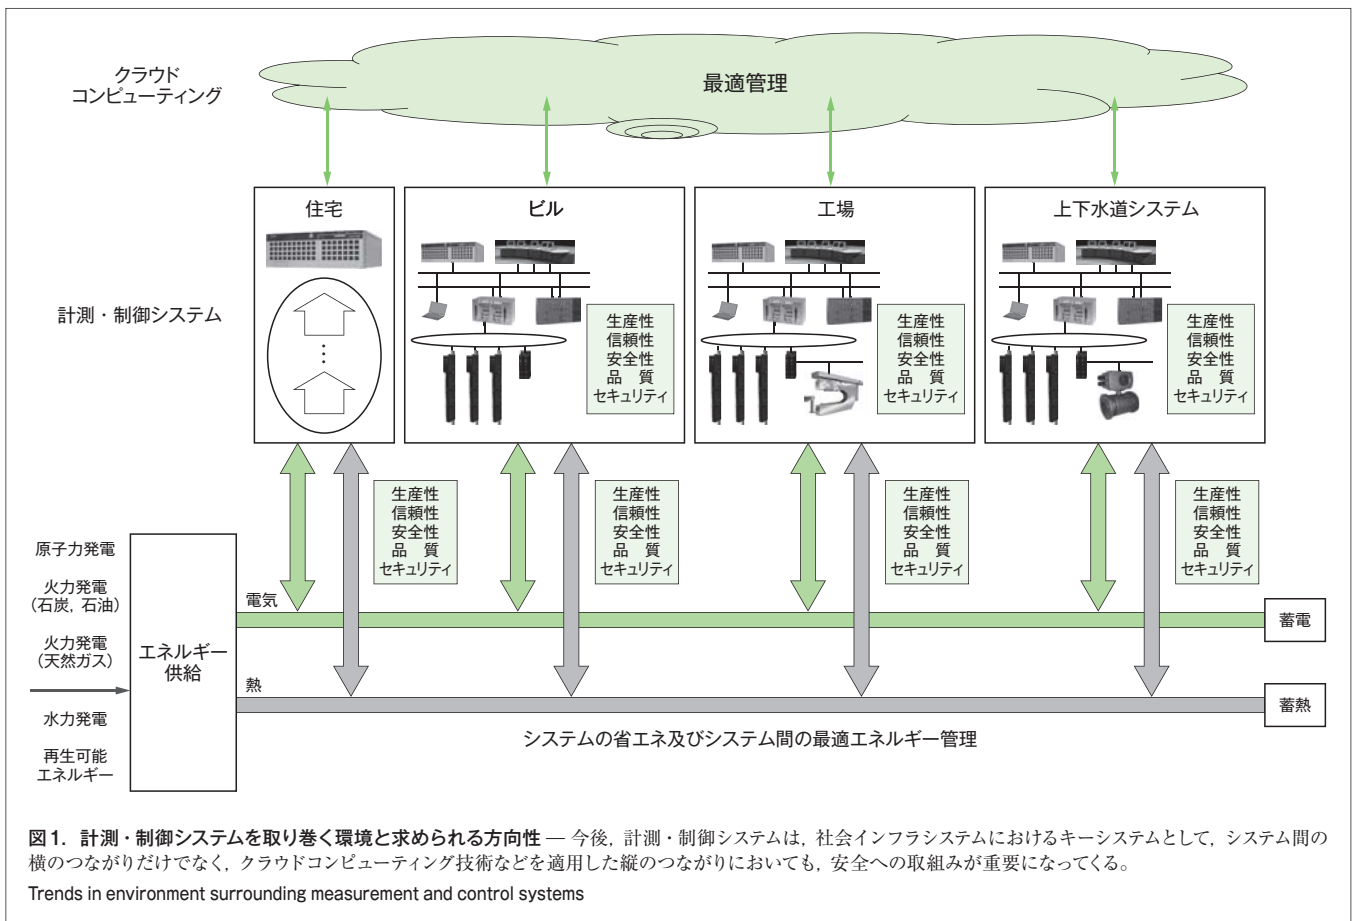 クラウド
コンピューティング
最適管理
計測・制御システム
住宅
⋯
ビル
生産性
信頼性
安全性
品　質
セキュリティ
工場
生産性
信頼性
安全性
品　質
セキュリティ
上下水道システム
生産性
信頼性
安全性
品　質
セキュリティ
生産性
信頼性
安全性
品　質
セキュリティ
生産性
信頼性
安全性
品　質
セキュリティ
生産性
信頼性
安全性
品　質
セキュリティ
生産性
信頼性
安全性
品　質
セキュリティ
原子力発電
火力発電
(石炭, 石油)
火力発電
(天然ガス)
水力発電
再生可能
エネルギー
エネルギー
供給
電気
熱
蓄電
蓄熱
システムの省エネ及びシステム間の最適エネルギー管理
図1. 計測・制御システムを取り巻く環境と求められる方向性 — 今後, 計測・制御システムは, 社会インフラシステムにおけるキーシステムとして, システム間の
横のつながりだけでなく, クラウドコンピューティング技術などを適用した縦のつながりにおいても, 安全への取組みが重要になってくる。
Trends in environment surrounding measurement and control systems